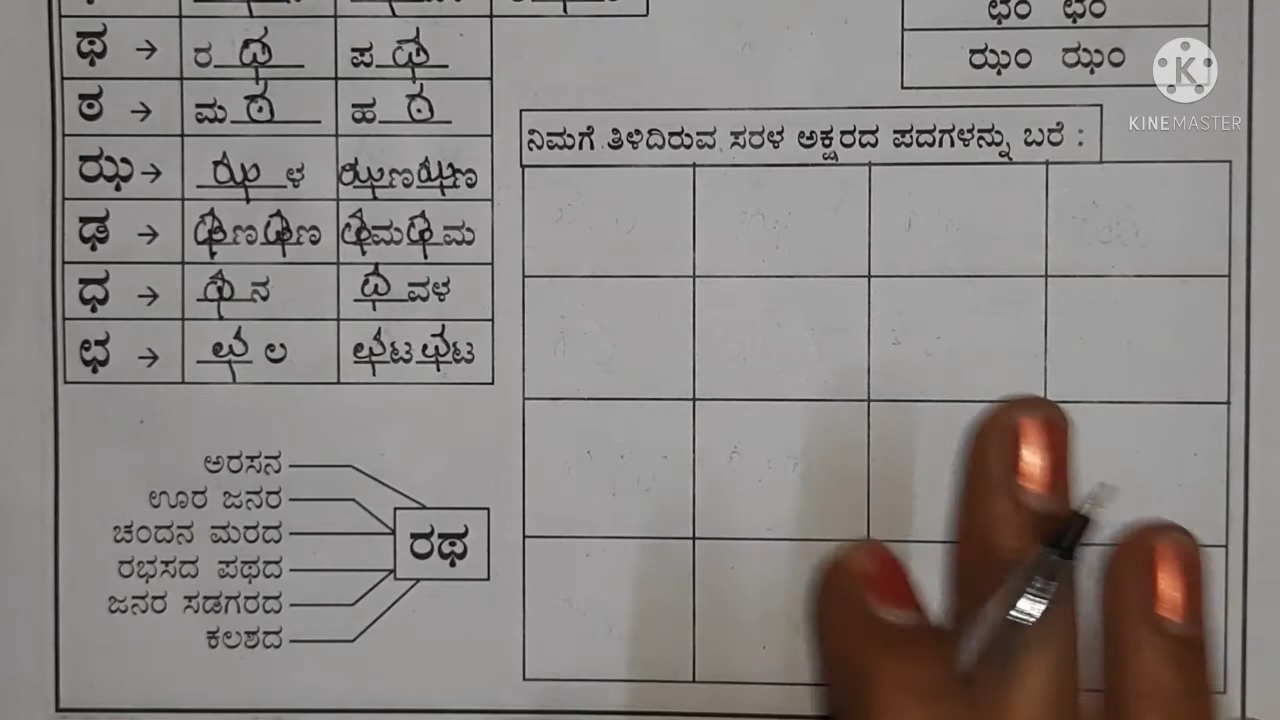 ಥ → ರಥ ಪಥ
ಠ → ಮಠ ಹಠ
ಝ → ಝಳ ಝಣಝಣ
ಢ → ಢಣಢಣ ಢಮಢಮ
ಧ → ಧನ ಧವಳ
ಛ → ಛಲ ಛಟಛಟ
ಛಂ ಛಂ
ಝಂ ಝಂ
KINEMASTER
ನಿಮಗೆ ತಿಳಿದಿರುವ ಸರಳ ಅಕ್ಷರದ ಪದಗಳನ್ನು ಬರೆ :
ಅರಸನ
ಊರ ಜನರ
ಚಂದನ ಮರದ
ರಭಸದ ಪಥದ
ಜನರ ಸಡಗರದ
ಕಲಶದ
ರಥ